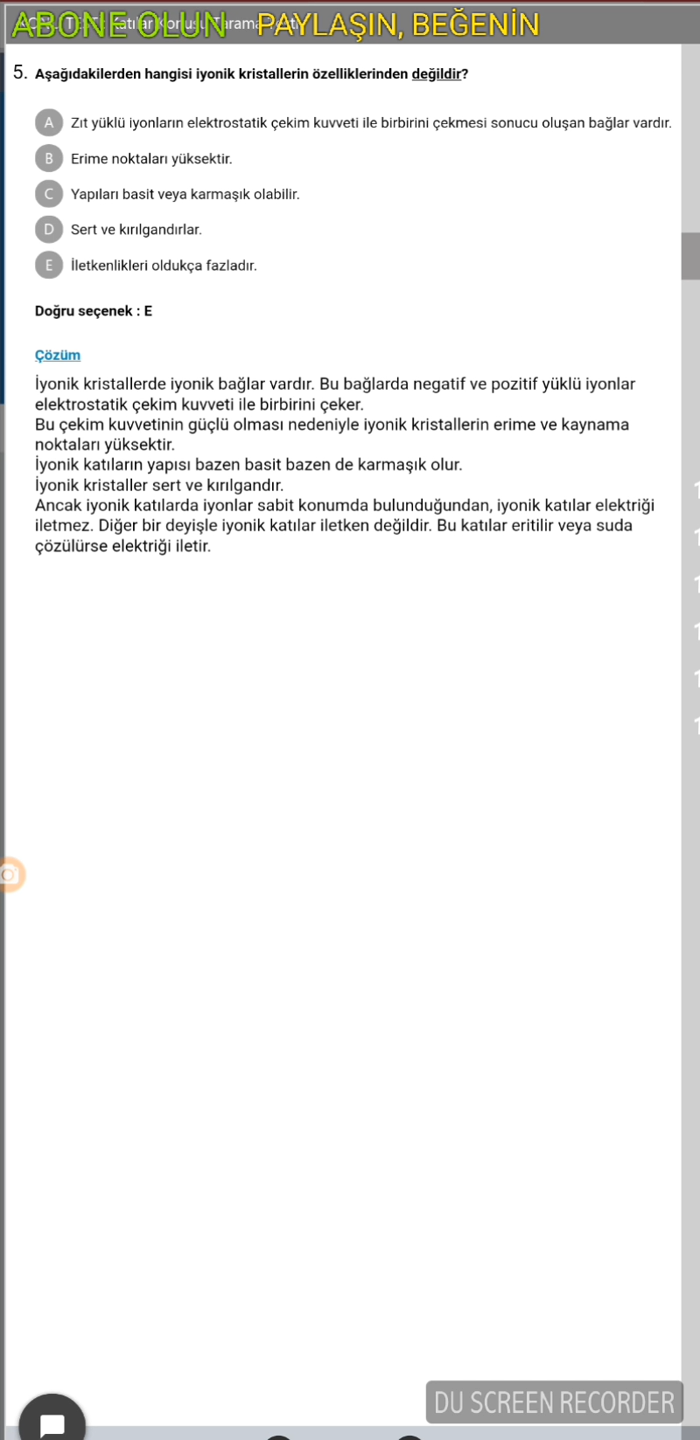 ABONE OLUN PAYLAŞIN, BEĞENİN
5. Aşağıdakilerden hangisi iyonik kristallerin özelliklerinden değildir?
A Zıt yüklü iyonların elektrostatik çekim kuvveti ile birbirini çekmesi sonucu oluşan bağlar vardır.
B Erime noktaları yüksektir.
C Yapıları basit veya karmaşık olabilir.
D Sert ve kırılgandırlar.
E İletkenlikleri oldukça fazladır.
Doğru seçenek : E
Çözüm
İyonik kristallerde iyonik bağlar vardır. Bu bağlarda negatif ve pozitif yüklü iyonlar
elektrostatik çekim kuvveti ile birbirini çeker.
Bu çekim kuvvetinin güçlü olması nedeniyle iyonik kristallerin erime ve kaynama
noktaları yüksektir.
İyonik katıların yapısı bazen basit bazen de karmaşık olur.
İyonik kristaller sert ve kırılgandır.
Ancak iyonik katılarda iyonlar sabit konumda bulunduğundan, iyonik katılar elektriği
iletmez. Diğer bir deyişle iyonik katılar iletken değildir. Bu katılar eritilir veya suda
çözülürse elektriği iletir.
DU SCREEN RECORDER